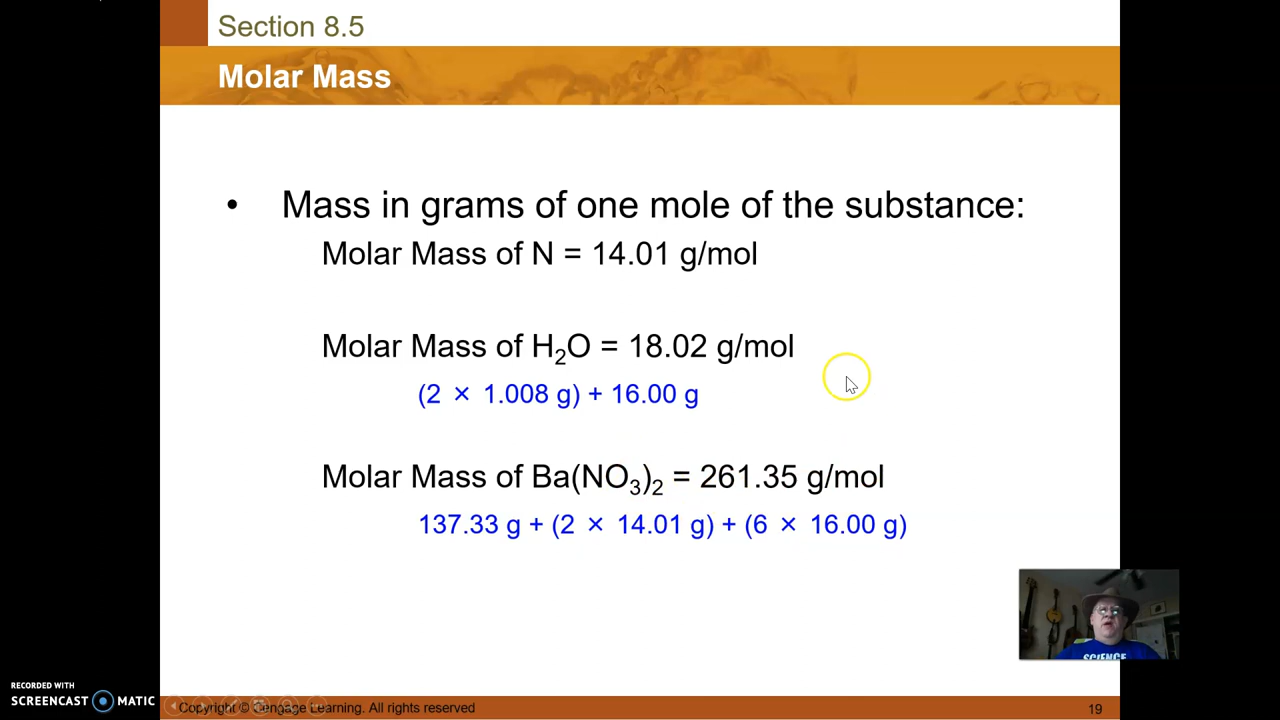 Section 8.5
Molar Mass
• Mass in grams of one mole of the substance:
Molar Mass of N = 14.01 g/mol
Molar Mass of H₂O = 18.02 g/mol
(2 × 1.008 g) + 16.00 g
Molar Mass of Ba(NO₃)₂ = 261.35 g/mol
137.33 g + (2 × 14.01 g) + (6 × 16.00 g)
SCIENCE
RECORDED WITH
SCREENCAST MATIC
Copyright © Cengage Learning. All rights reserved
19